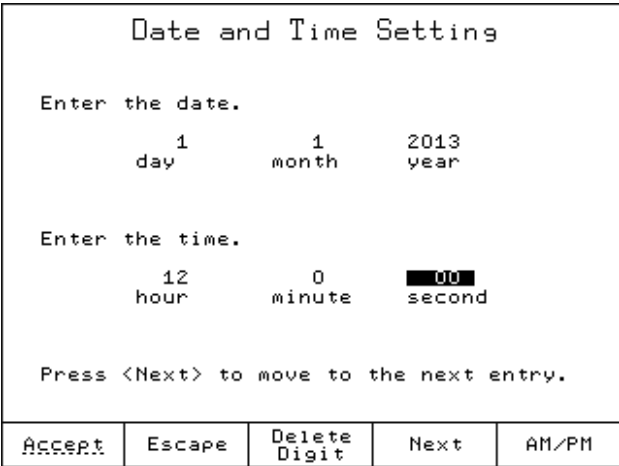 Date and Time Setting
Enter the date.
1 1 2013
day month year
Enter the time.
12 0 00
hour minute second
Press <Next> to move to the next entry.
Accept Escape Delete Digit Next AM/PM